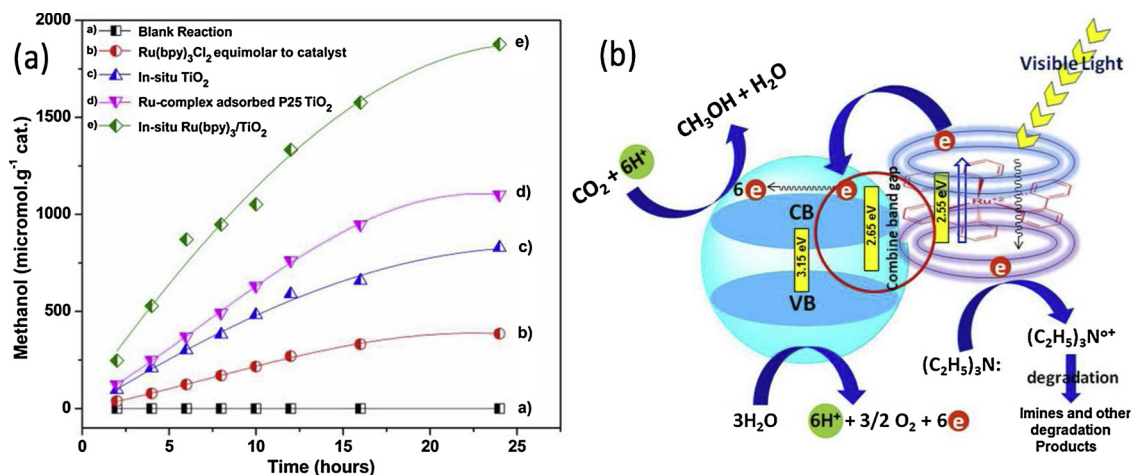 (a)
2000
1500
1000
500
0
Methanol (micromol.g⁻¹ cat.)
a) Blank Reaction
b) Ru(bpy)₃Cl₂ equimolar to catalyst
c) In-situ TiO₂
d) Ru-complex adsorbed P25 TiO₂
e) In-situ Ru(bpy)₃/TiO₂
e)
d)
c)
b)
a)
0 5 10 15 20 25
Time (hours)
(b)
Visible Light
CH₃OH + H₂O
CO₂ + 6H⁺
6 e
e
e
CB
3.15 eV
VB
2.65 eV
Combine band gap
2.55 eV
Ru⁺²
e
(C₂H₅)₃N:
(C₂H₅)₃N°⁺
degradation
Imines and other
degradation
Products
3H₂O
6H⁺ + 3/2 O₂ + 6 e